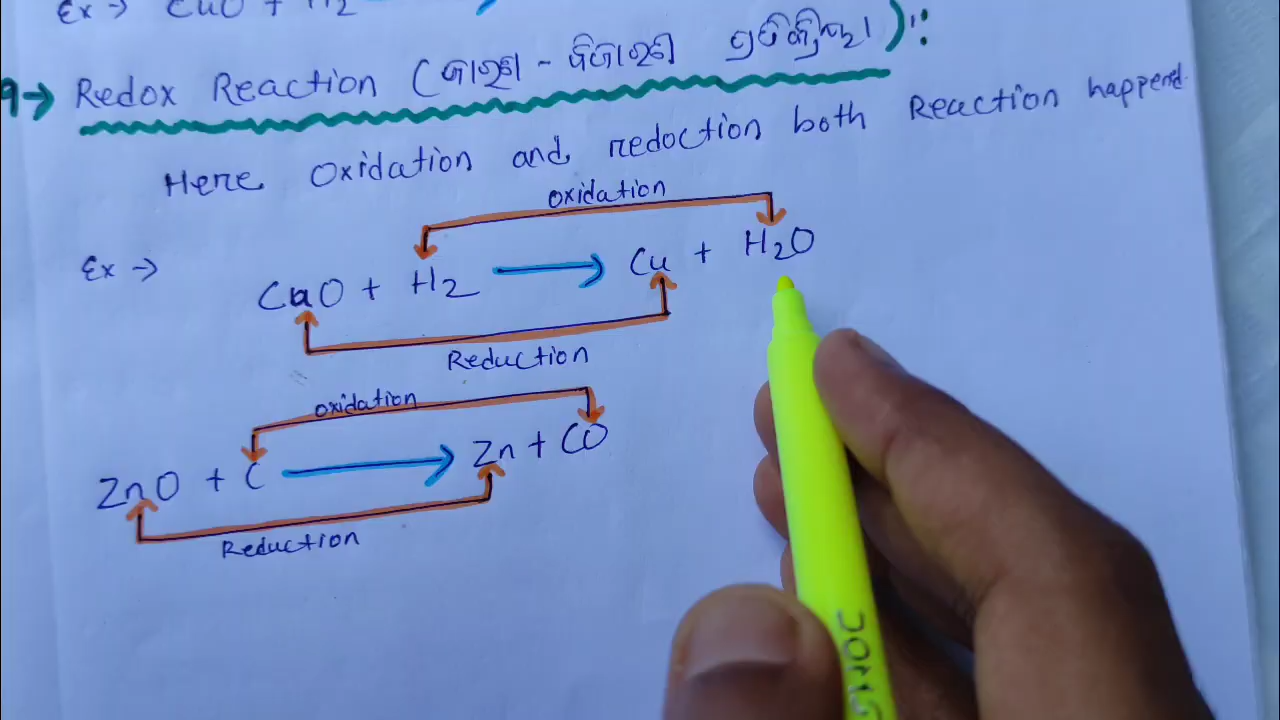 Ex → CuO + H2
9→ Redox Reaction (ଜାରଣ - ବିଜାରଣ ପ୍ରତିକ୍ରିୟା) :
Here Oxidation and redoction both Reaction happend.
oxidation
Ex → CuO + H2 → Cu + H2O
Reduction
oxidation
ZnO + C → Zn + CO
Reduction